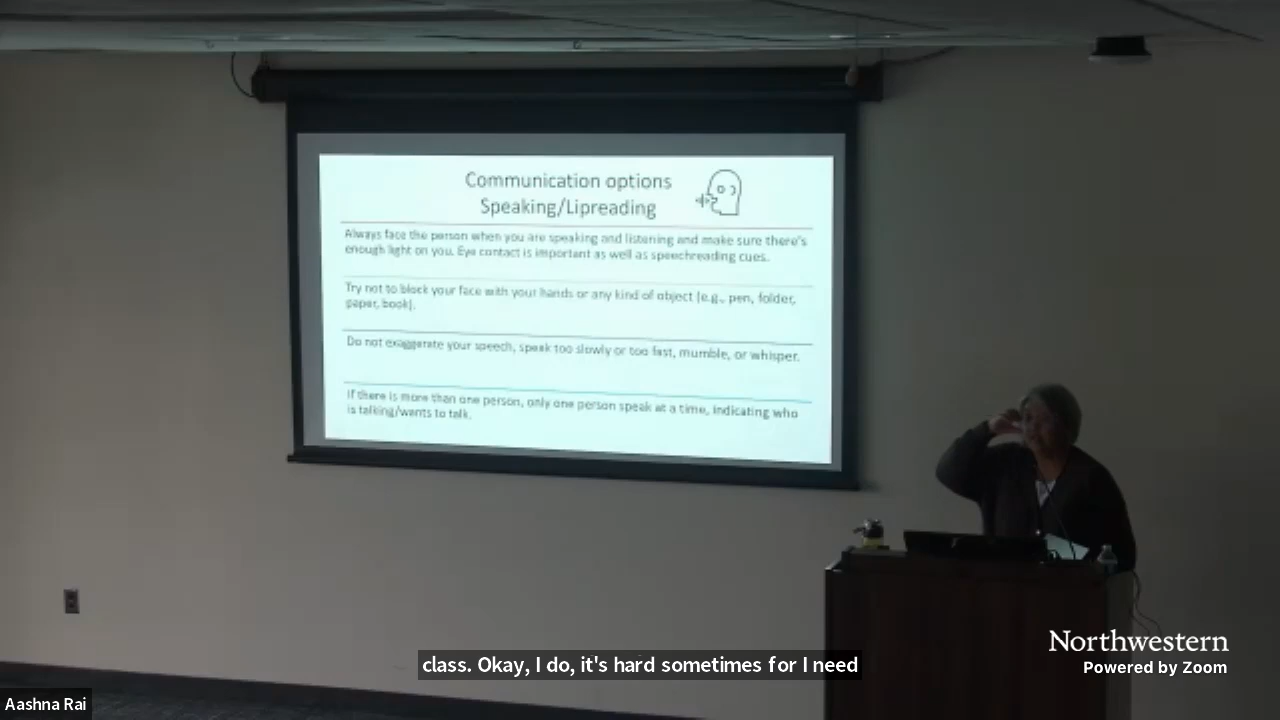 Communication options
Speaking/Lipreading
Always face the person when you are speaking and listening and make sure there's
enough light on you. Eye contact is important as well as speechreading cues.
Try not to block your face with your hands or any kind of object (e.g., pen, folder,
paper, book).
Do not exaggerate your speech, speak too slowly or too fast, mumble, or whisper.
If there is more than one person, only one person speak at a time, indicating who
is talking/wants to talk.
Northwestern
Powered by Zoom
class. Okay, I do, it's hard sometimes for I need
Aashna Rai